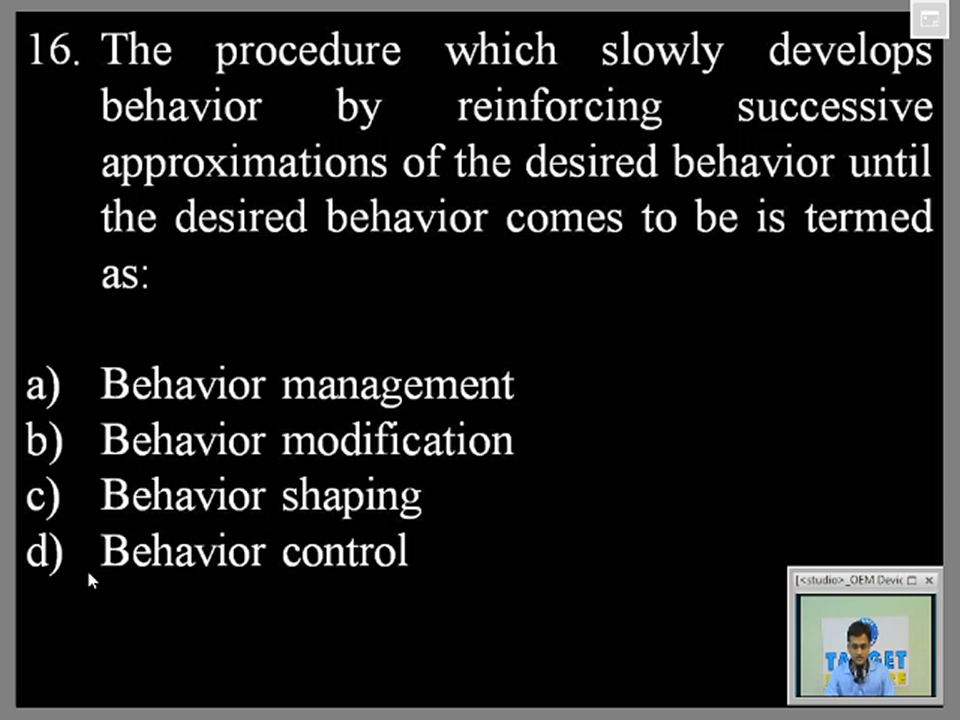 16. The procedure which slowly develops
behavior by reinforcing successive
approximations of the desired behavior until
the desired behavior comes to be is termed
as:
a) Behavior management
b) Behavior modification
c) Behavior shaping
d) Behavior control
[<studio>_OEM Devic